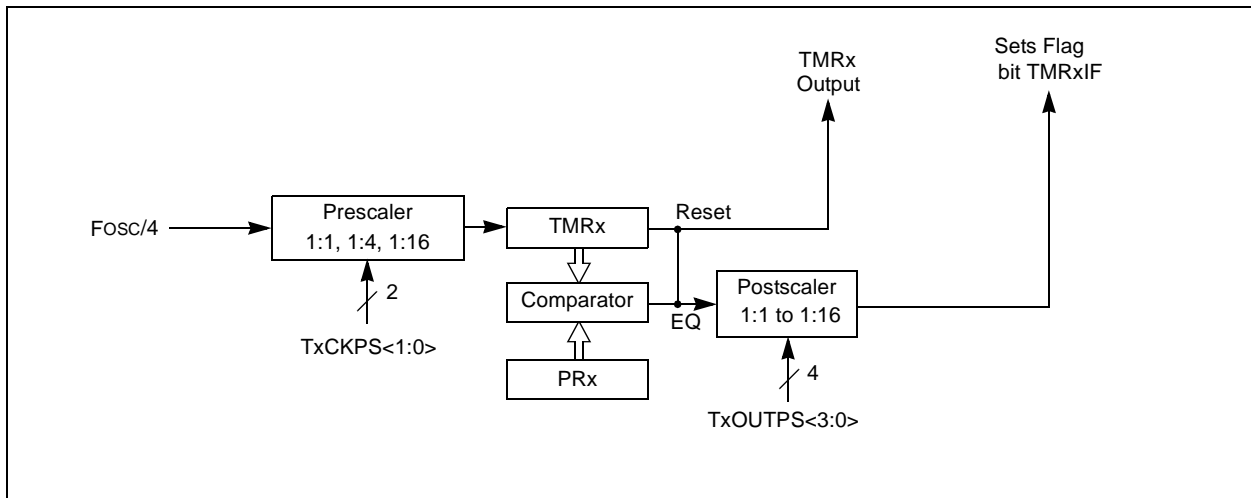 TMRx
Output
Sets Flag
bit TMRxIF
FOSC/4
Prescaler
1:1, 1:4, 1:16
TMRx
Reset
2
TxCKPS<1:0>
Comparator
EQ
Postscaler
1:1 to 1:16
PRx
4
TxOUTPS<3:0>